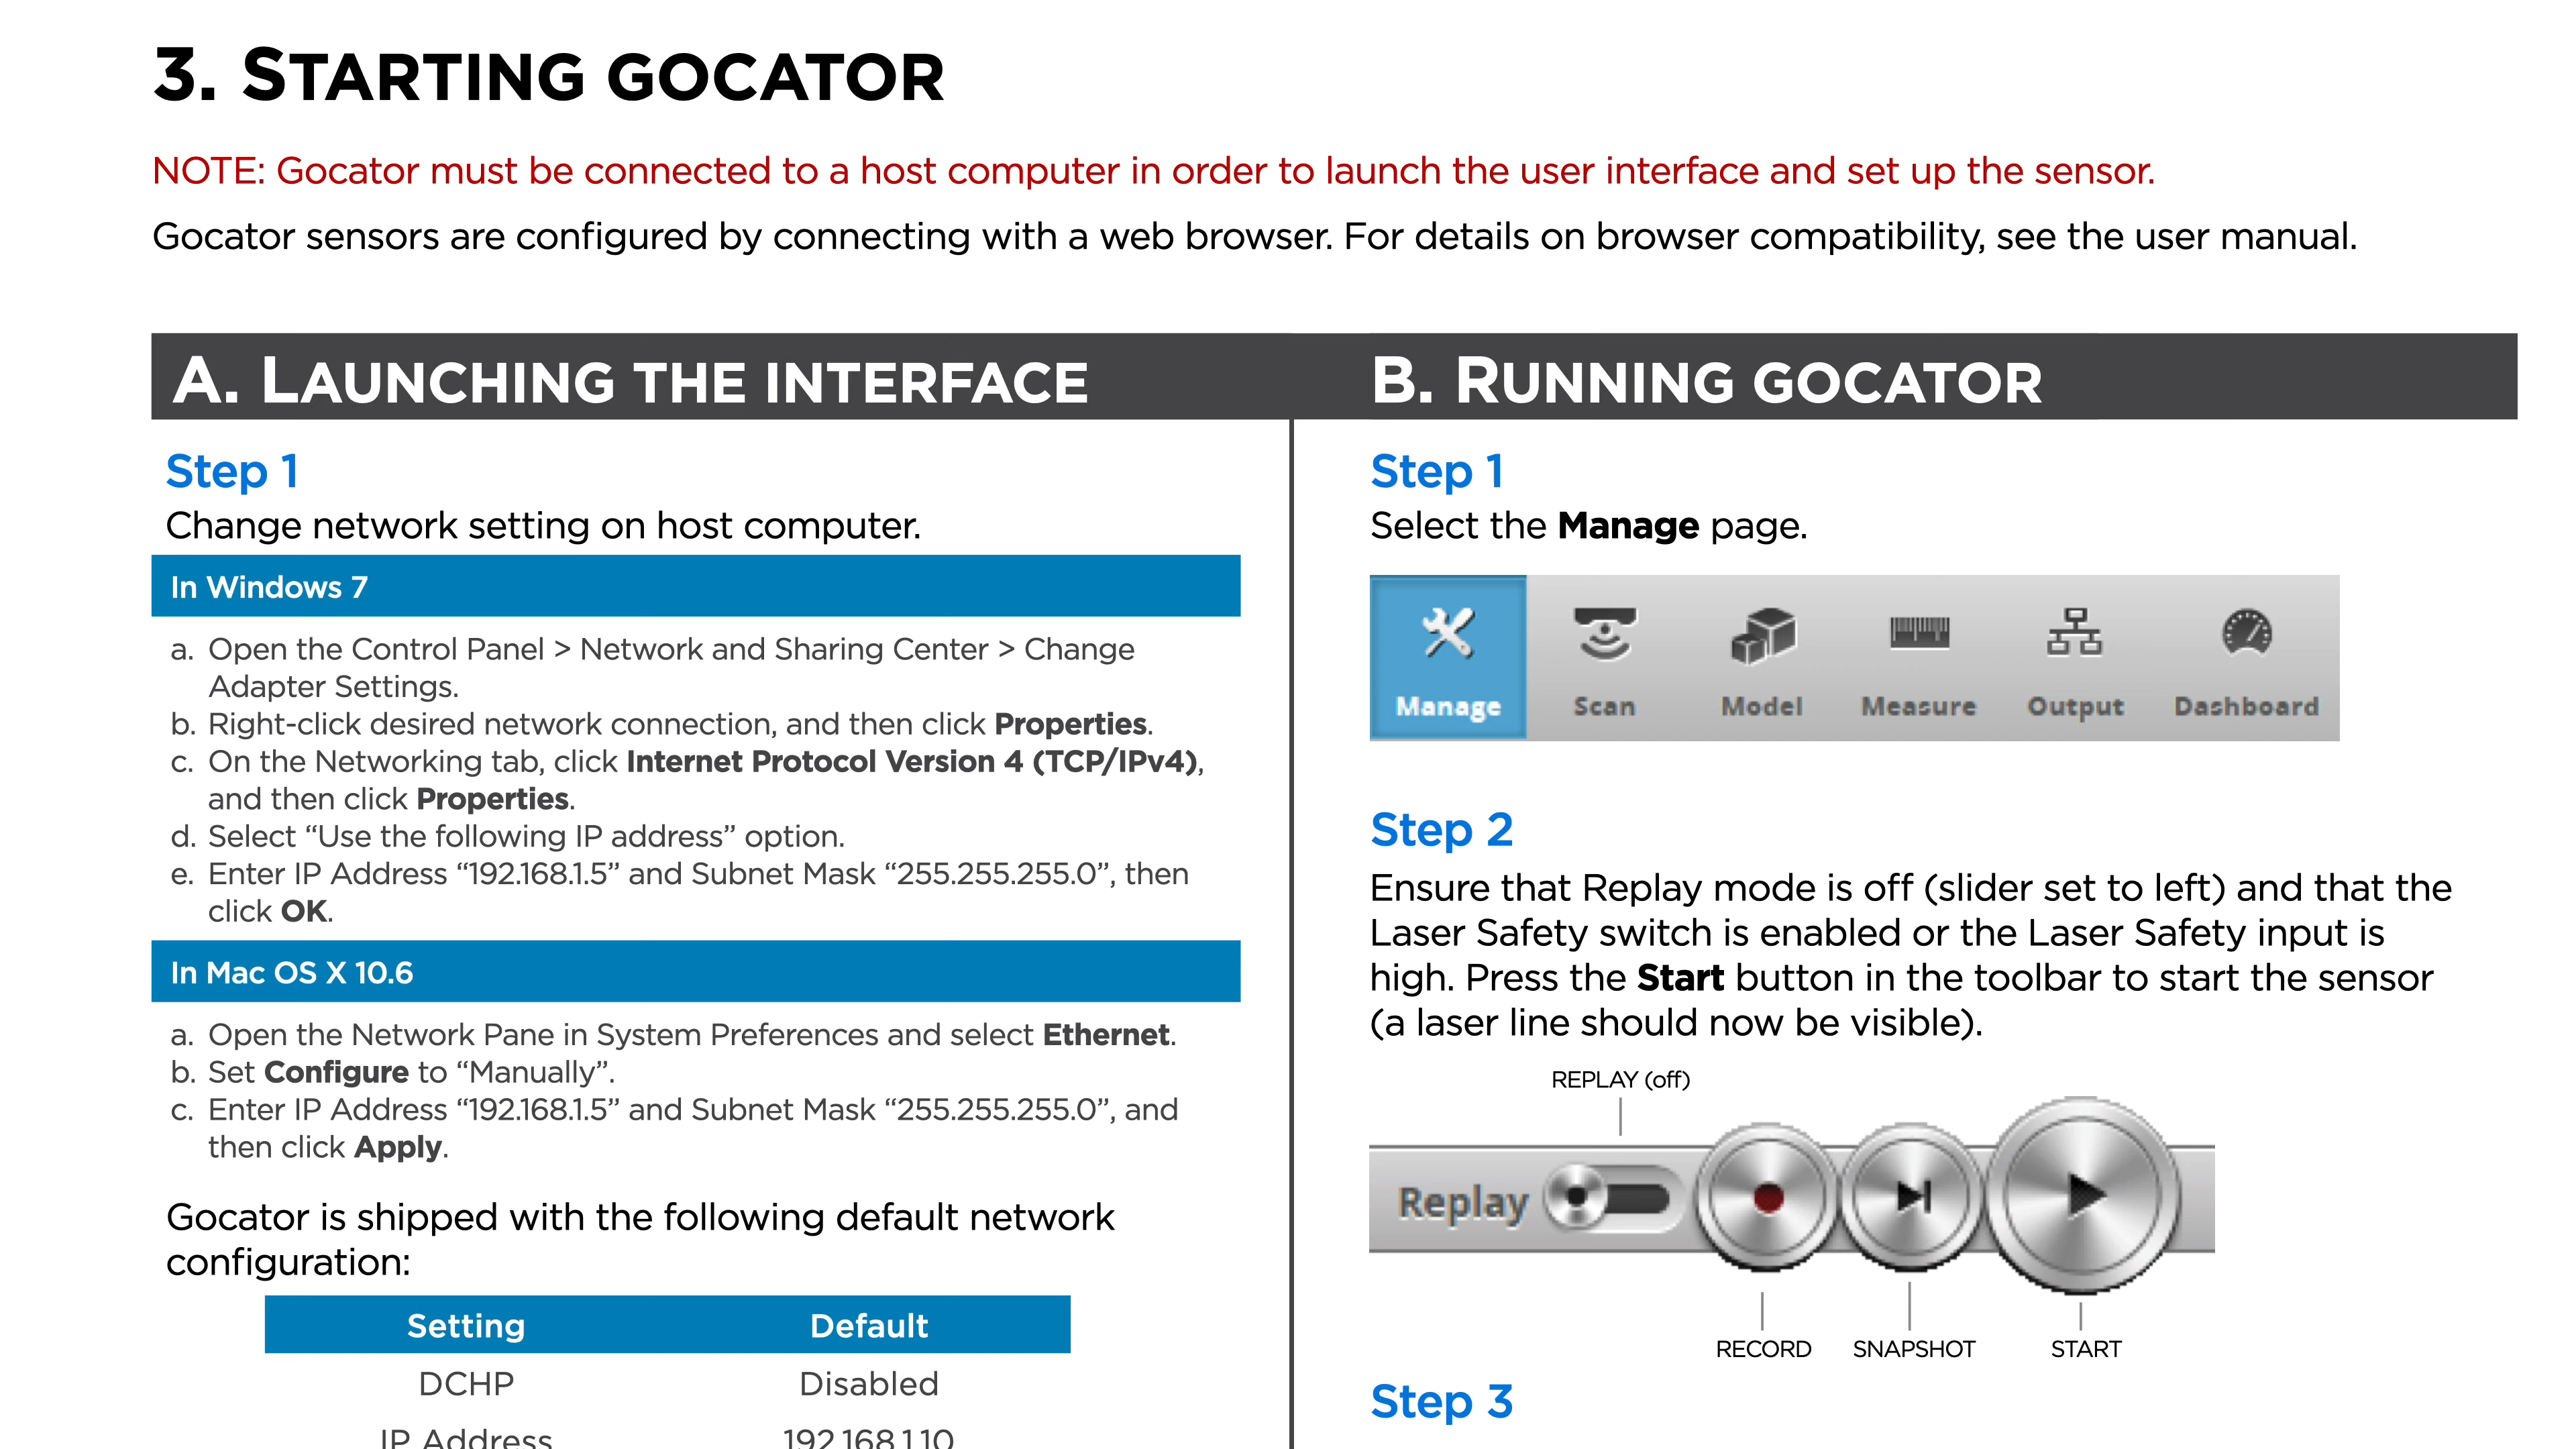 3. STARTING GOCATOR
NOTE: Gocator must be connected to a host computer in order to launch the user interface and set up the sensor.
Gocator sensors are configured by connecting with a web browser. For details on browser compatibility, see the user manual.
A. LAUNCHING THE INTERFACE
Step 1
Change network setting on host computer.
In Windows 7
a. Open the Control Panel > Network and Sharing Center > Change
Adapter Settings.
b. Right-click desired network connection, and then click Properties.
c. On the Networking tab, click Internet Protocol Version 4 (TCP/IPv4),
and then click Properties.
d. Select “Use the following IP address” option.
e. Enter IP Address “192.168.1.5” and Subnet Mask “255.255.255.0”, then
click OK.
In Mac OS X 10.6
a. Open the Network Pane in System Preferences and select Ethernet.
b. Set Configure to “Manually”.
c. Enter IP Address “192.168.1.5” and Subnet Mask “255.255.255.0”, and
then click Apply.
Gocator is shipped with the following default network
configuration:
Setting Default
DCHP Disabled
IP Address 192.168.1.10
B. RUNNING GOCATOR
Step 1
Select the Manage page.
Manage Scan Model Measure Output Dashboard
Step 2
Ensure that Replay mode is off (slider set to left) and that the
Laser Safety switch is enabled or the Laser Safety input is
high. Press the Start button in the toolbar to start the sensor
(a laser line should now be visible).
REPLAY (off)
Replay
RECORD SNAPSHOT START
Step 3